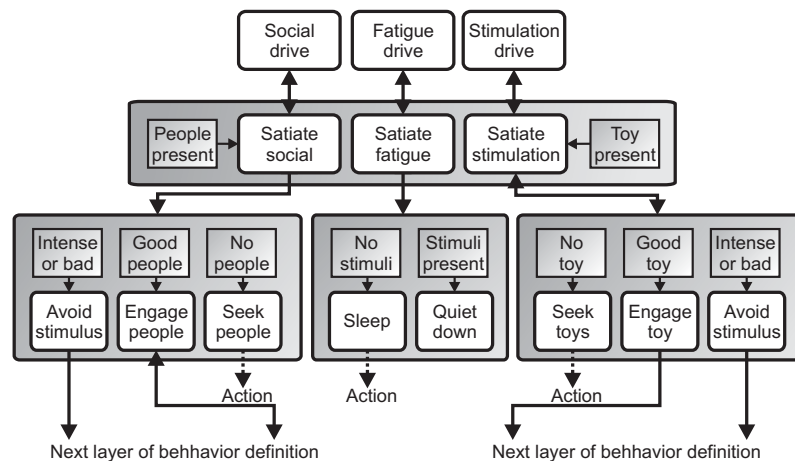 Social
drive
Fatigue
drive
Stimulation
drive
People
present
Satiate
social
Satiate
fatigue
Satiate
stimulation
Toy
present
Intense
or bad
Good
people
No
people
No
stimuli
Stimuli
present
No
toy
Good
toy
Intense
or bad
Avoid
stimulus
Engage
people
Seek
people
Sleep
Quiet
down
Seek
toys
Engage
toy
Avoid
stimulus
Action
Action
Action
Next layer of behhavior definition
Next layer of behhavior definition